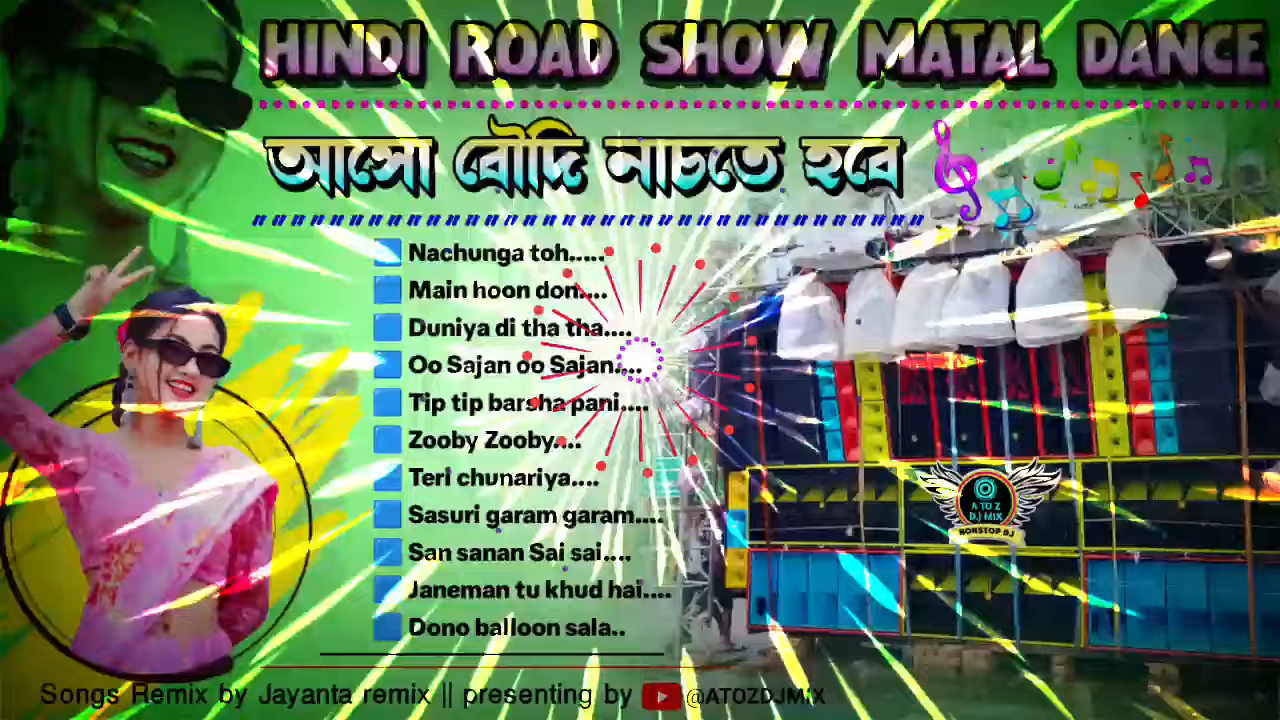 HINDI ROAD SHOW MATAL DANCE
আসো বৌদি নাচতে হবে
Nachunga toh.....
Main hoon don....
Duniya di tha tha....
Oo Sajan oo Sajan....
Tip tip barsha pani....
Zooby Zooby....
Teri chunariya....
Sasuri garam garam....
San sanan Sai sai....
Janeman tu khud hai....
Dono balloon sala..
A TO Z
DJ MIX
NONSTOP DJ
Songs Remix by Jayanta remix || presenting by @ATOZDJMIX